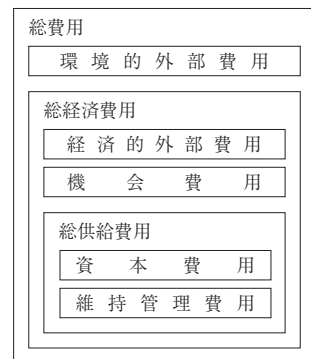 総費用
環境的外部費用
総経済費用
経済的外部費用
機会費用
総供給費用
資本費用
維持管理費用